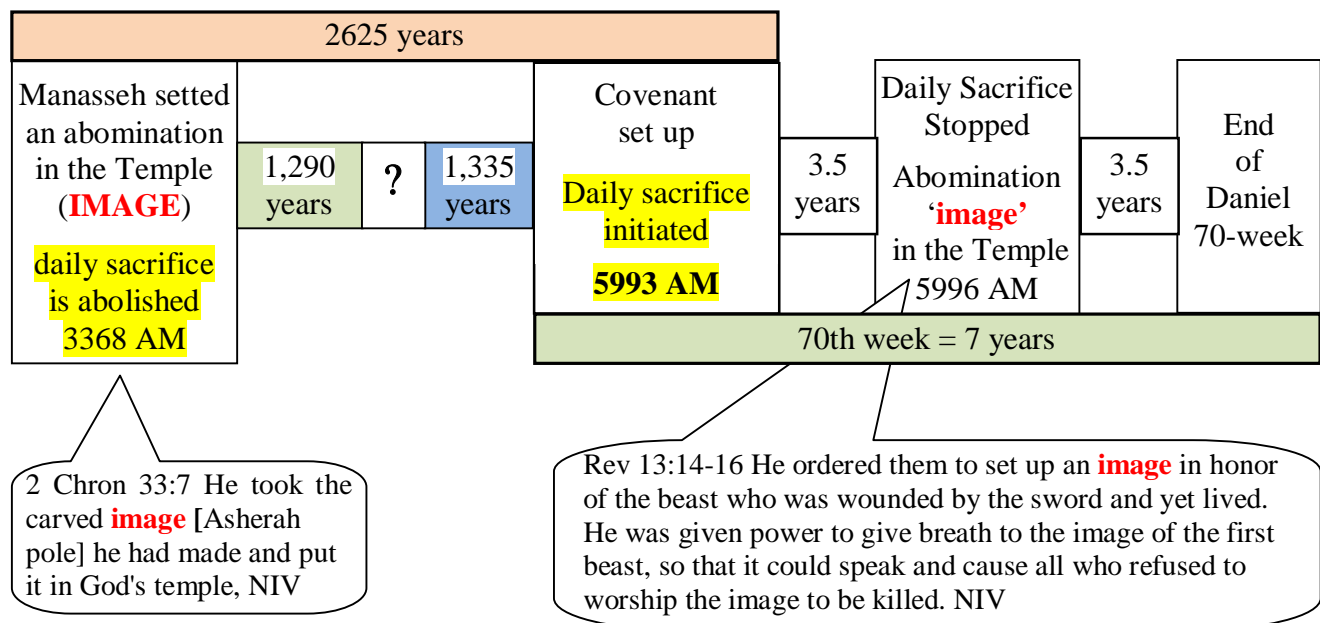 2625 years
Manasseh setted
an abomination
in the Temple
(IMAGE)
daily sacrifice
is abolished
3368 AM
1,290
years
?
1,335
years
Covenant
set up
Daily sacrifice
initiated
5993 AM
3.5
years
Daily Sacrifice
Stopped
Abomination
‘image’
in the Temple
5996 AM
3.5
years
End
of
Daniel
70-week
70th week = 7 years
2 Chron 33:7 He took the
carved image [Asherah
pole] he had made and put
it in God's temple, NIV
Rev 13:14-16 He ordered them to set up an image in honor
of the beast who was wounded by the sword and yet lived.
He was given power to give breath to the image of the first
beast, so that it could speak and cause all who refused to
worship the image to be killed. NIV